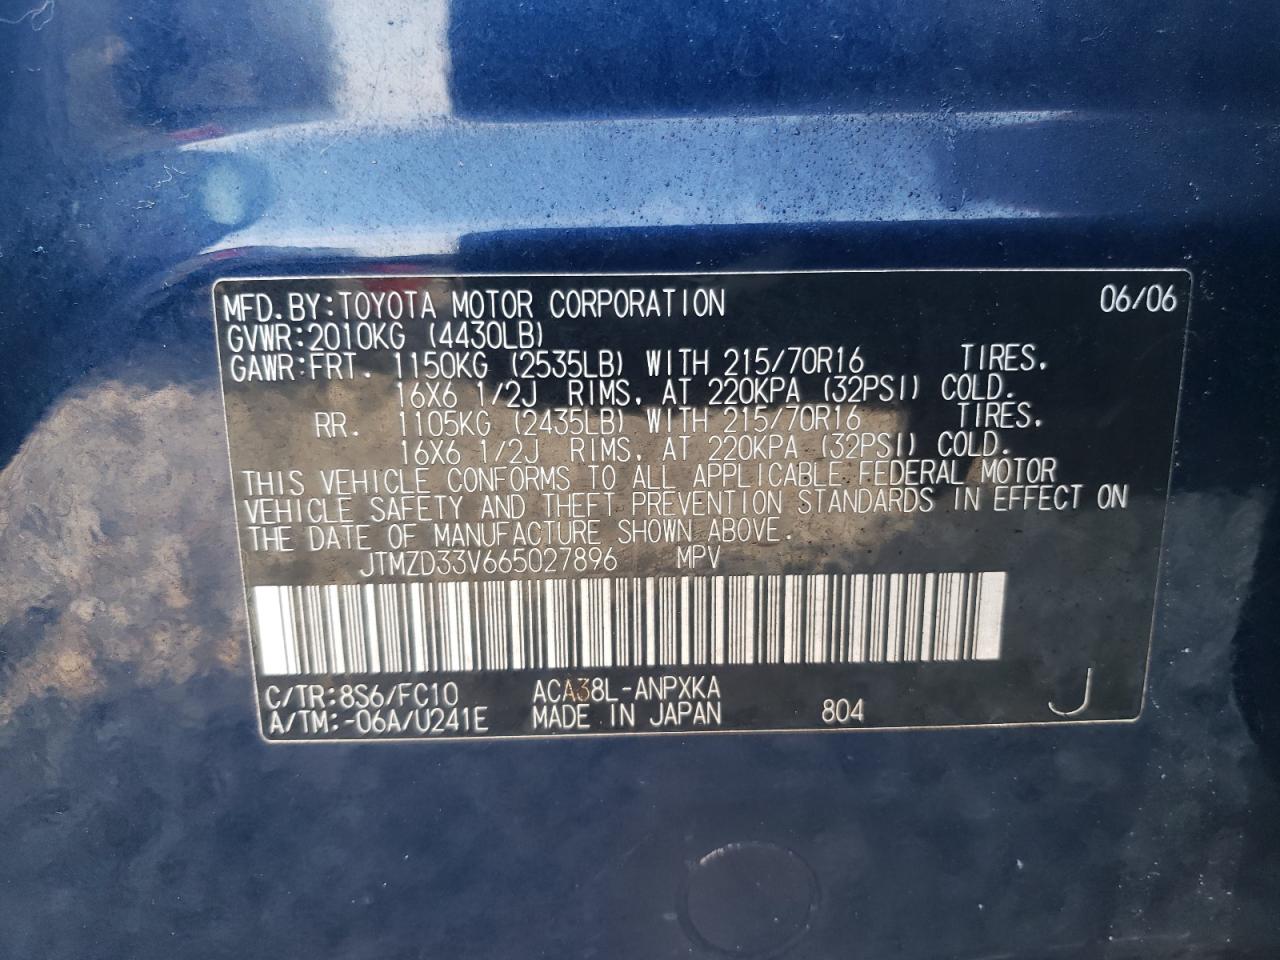 MFD.BY:TOYOTA MOTOR CORPORATION 06/06
GVWR:2010KG (4430LB)
GAWR:FRT. 1150KG (2535LB) WITH 215/70R16 TIRES.
16X6 1/2J RIMS, AT 220KPA (32PSI) COLD.
RR. 1105KG (2435LB) WITH 215/70R16 TIRES.
16X6 1/2J RIMS, AT 220KPA (32PSI) COLD.
THIS VEHICLE CONFORMS TO ALL APPLICABLE FEDERAL MOTOR
VEHICLE SAFETY AND THEFT PREVENTION STANDARDS IN EFFECT ON
THE DATE OF MANUFACTURE SHOWN ABOVE.
JTMZD33V665027896 MPV
C/TR:8S6/FC10 ACA38L-ANPXKA
A/TM:-06A/U241E MADE IN JAPAN 804 J